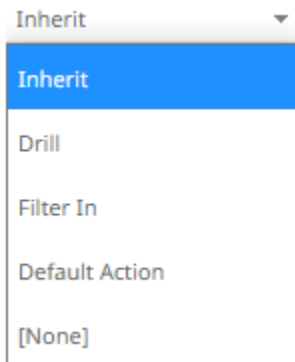 Inherit
Inherit
Drill
Filter In
Default Action
[None]